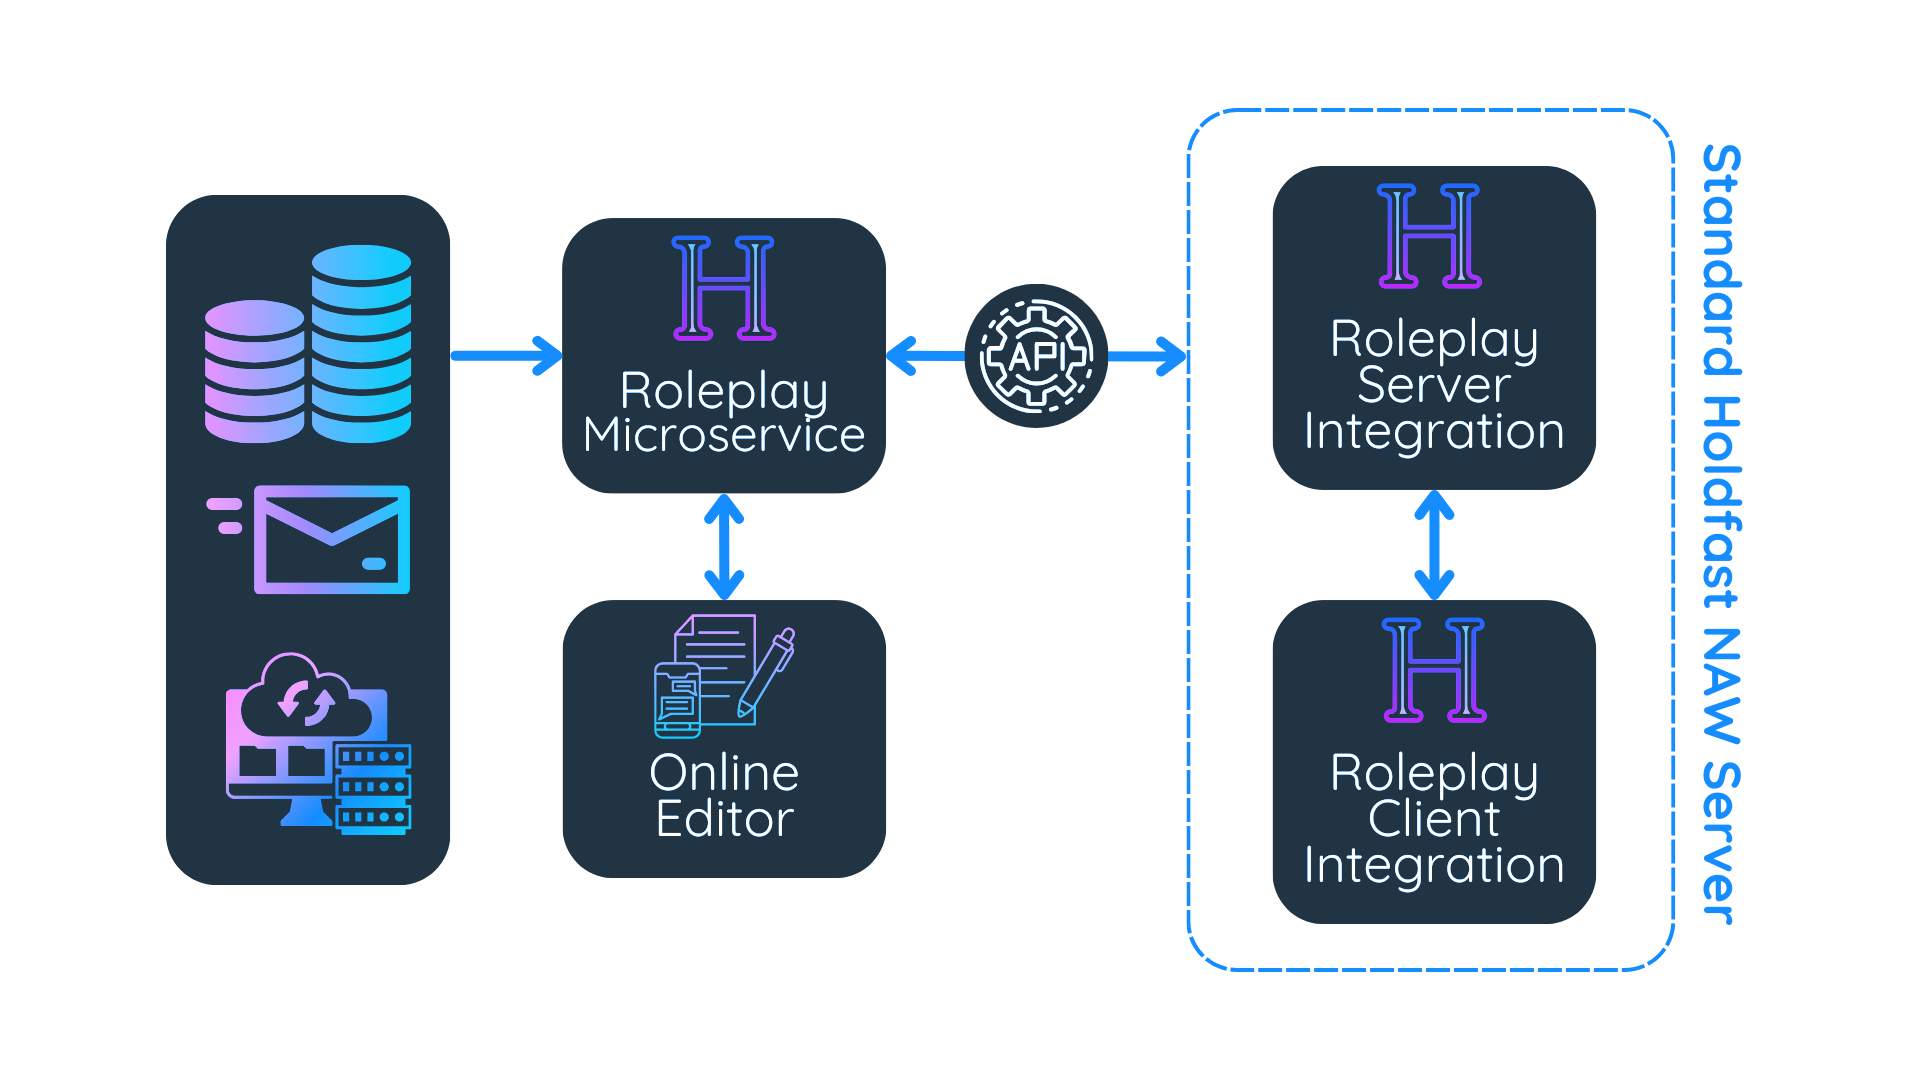 H
Roleplay
Microservice
Online
Editor
API
H
Roleplay
Server
Integration
H
Roleplay
Client
Integration
Standard Holdfast NAW Server